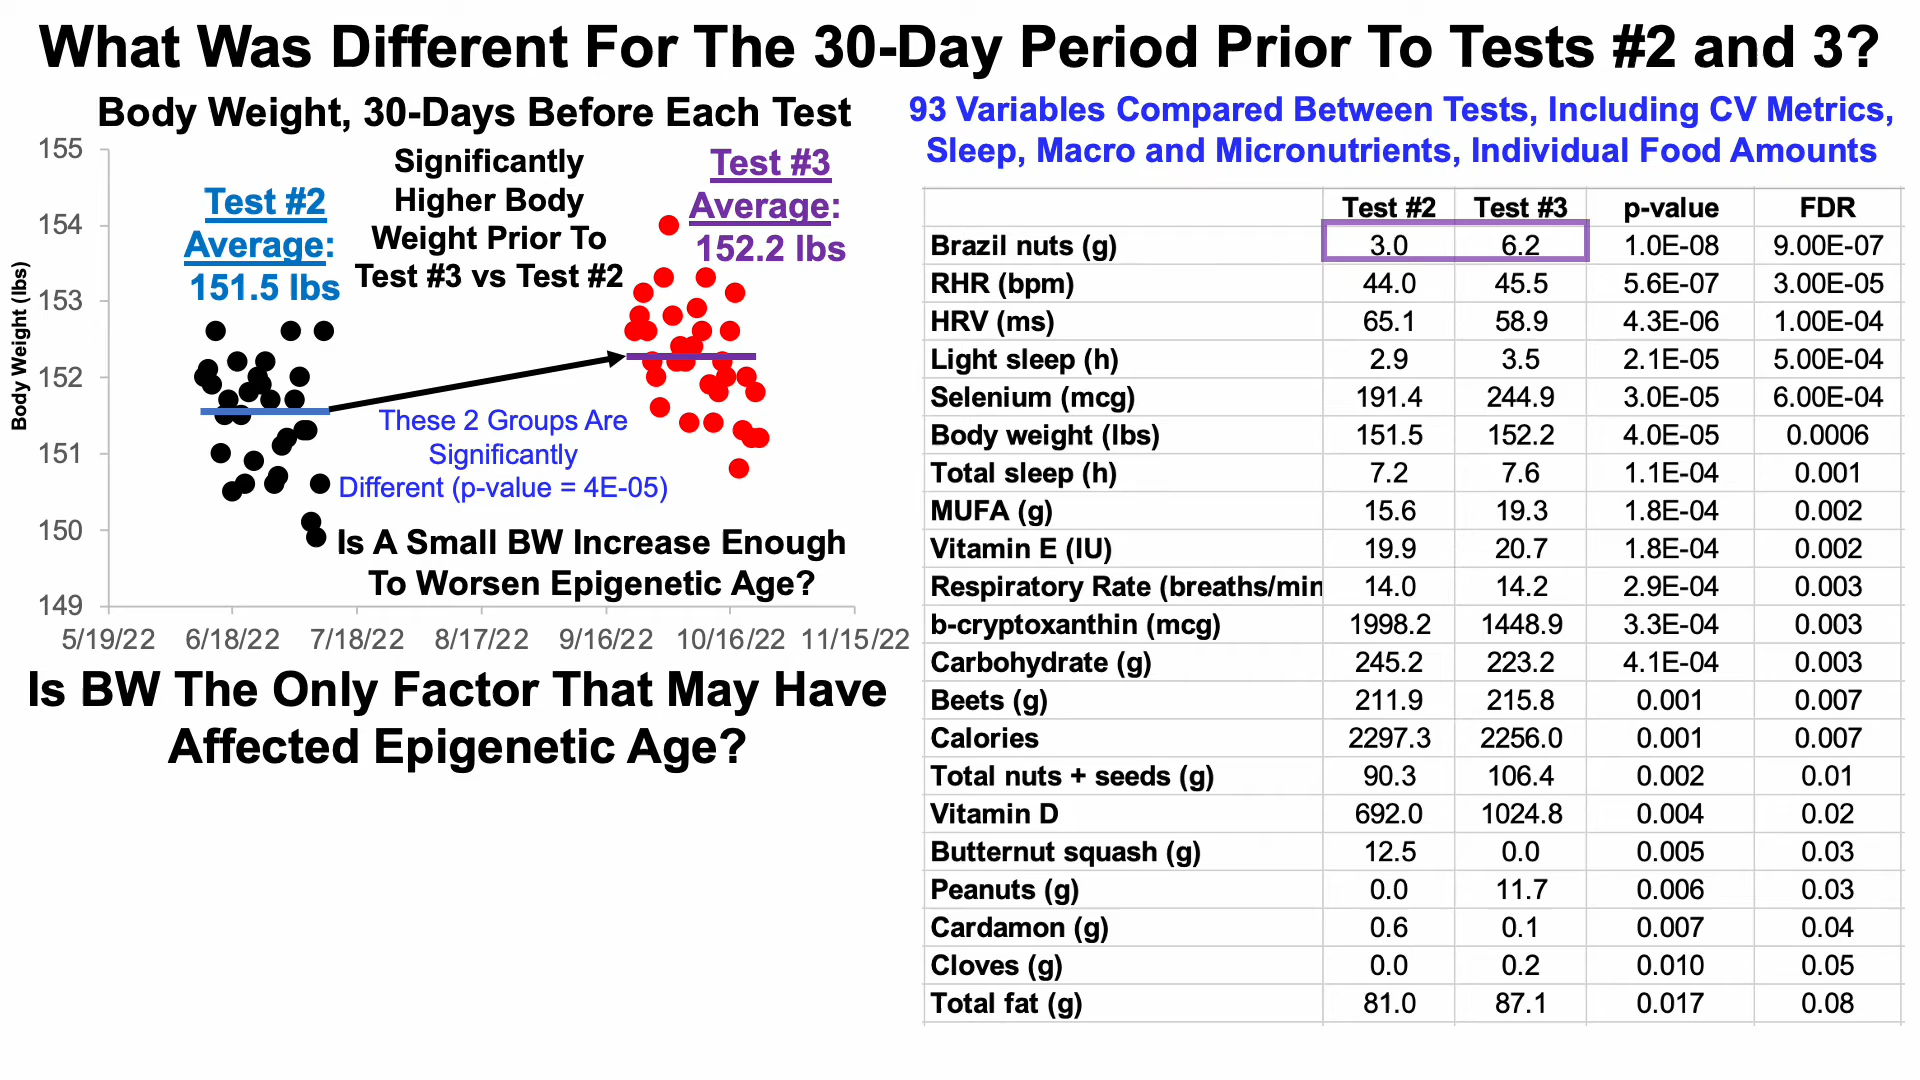 What Was Different For The 30-Day Period Prior To Tests #2 and 3?
Body Weight, 30-Days Before Each Test
155
154
153
152
151
150
149
Body Weight (lbs)
5/19/22 6/18/22 7/18/22 8/17/22 9/16/22 10/16/22 11/15/22
Test #2
Average:
151.5 lbs
Significantly
Higher Body
Weight Prior To
Test #3 vs Test #2
Test #3
Average:
152.2 lbs
These 2 Groups Are
Significantly
Different (p-value = 4E-05)
Is A Small BW Increase Enough
To Worsen Epigenetic Age?
Is BW The Only Factor That May Have
Affected Epigenetic Age?
93 Variables Compared Between Tests, Including CV Metrics,
Sleep, Macro and Micronutrients, Individual Food Amounts
Test #2 Test #3 p-value FDR
Brazil nuts (g) 3.0 6.2 1.0E-08 9.00E-07
RHR (bpm) 44.0 45.5 5.6E-07 3.00E-05
HRV (ms) 65.1 58.9 4.3E-06 1.00E-04
Light sleep (h) 2.9 3.5 2.1E-05 5.00E-04
Selenium (mcg) 191.4 244.9 3.0E-05 6.00E-04
Body weight (lbs) 151.5 152.2 4.0E-05 0.0006
Total sleep (h) 7.2 7.6 1.1E-04 0.001
MUFA (g) 15.6 19.3 1.8E-04 0.002
Vitamin E (IU) 19.9 20.7 1.8E-04 0.002
Respiratory Rate (breaths/min 14.0 14.2 2.9E-04 0.003
b-cryptoxanthin (mcg) 1998.2 1448.9 3.3E-04 0.003
Carbohydrate (g) 245.2 223.2 4.1E-04 0.003
Beets (g) 211.9 215.8 0.001 0.007
Calories 2297.3 2256.0 0.001 0.007
Total nuts + seeds (g) 90.3 106.4 0.002 0.01
Vitamin D 692.0 1024.8 0.004 0.02
Butternut squash (g) 12.5 0.0 0.005 0.03
Peanuts (g) 0.0 11.7 0.006 0.03
Cardamon (g) 0.6 0.1 0.007 0.04
Cloves (g) 0.0 0.2 0.010 0.05
Total fat (g) 81.0 87.1 0.017 0.08